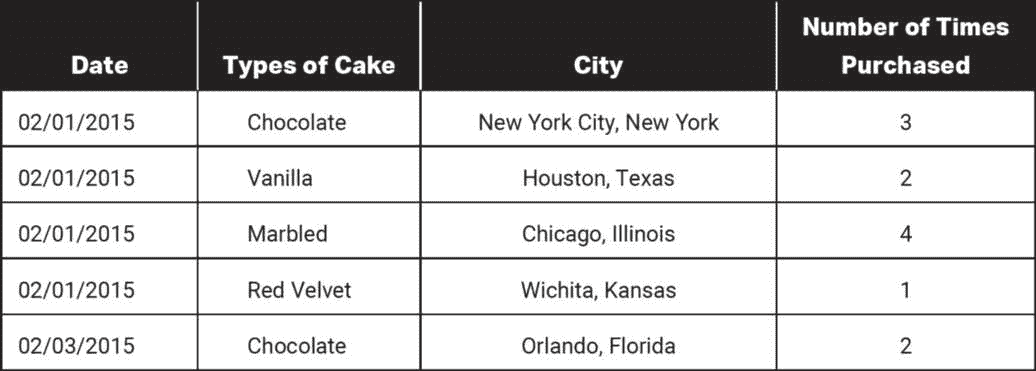 Date Types of Cake City Number of Times Purchased
02/01/2015 Chocolate New York City, New York 3
02/01/2015 Vanilla Houston, Texas 2
02/01/2015 Marbled Chicago, Illinois 4
02/01/2015 Red Velvet Wichita, Kansas 1
02/03/2015 Chocolate Orlando, Florida 2